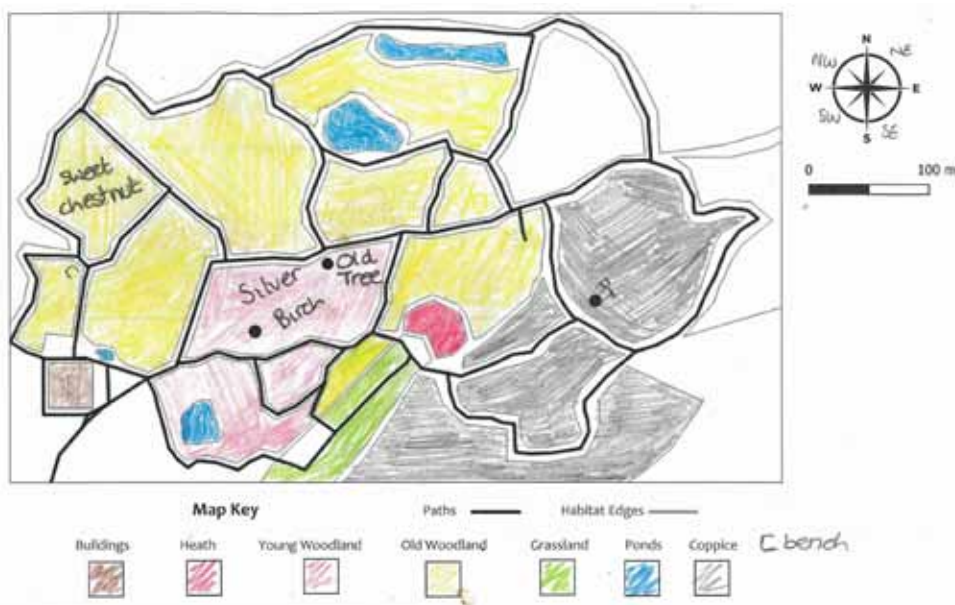 N
NE
E
SE
S
SW
W
NW
0 100 m
sweet
chestnut
Silver
Birch
Old
Tree
Map Key
Paths
Habitat Edges
Buildings
Heath
Young Woodland
Old Woodland
Grassland
Ponds
Coppice
bench